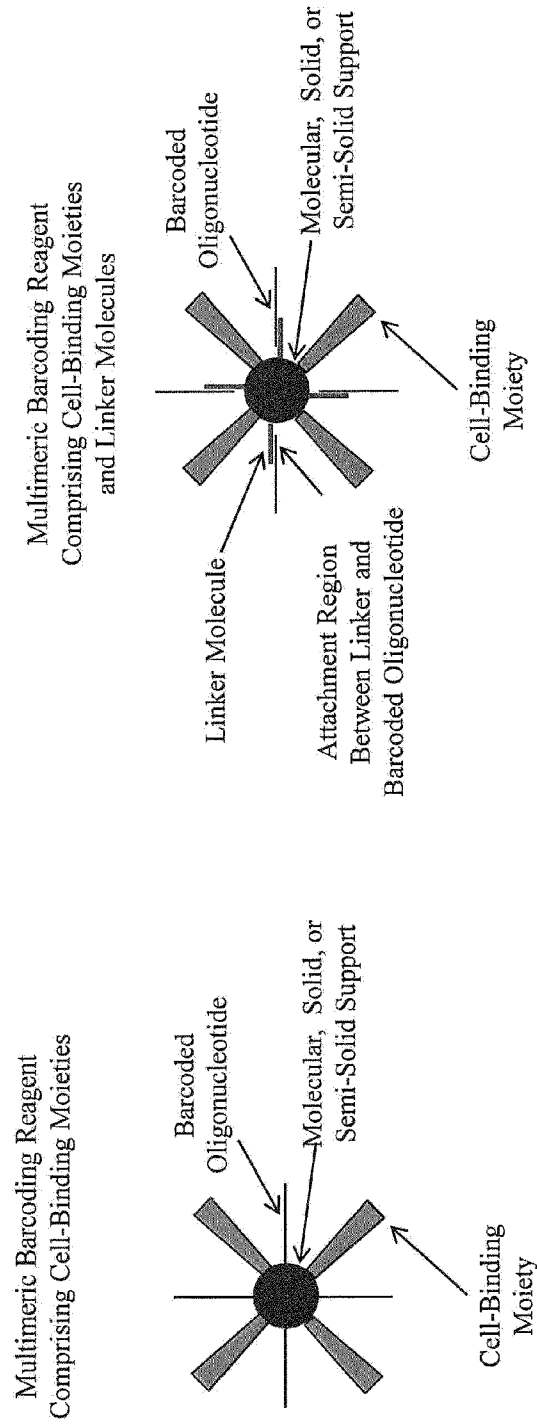 Multimeric Barcoding Reagent
Comprising Cell-Binding Moieties
Barcoded
Oligonucleotide
Molecular, Solid, or
Semi-Solid Support
Cell-Binding
Moiety
Multimeric Barcoding Reagent
Comprising Cell-Binding Moieties
and Linker Molecules
Linker Molecule
Barcoded
Oligonucleotide
Molecular, Solid, or
Semi-Solid Support
Attachment Region
Between Linker and
Barcoded Oligonucleotide
Cell-Binding
Moiety